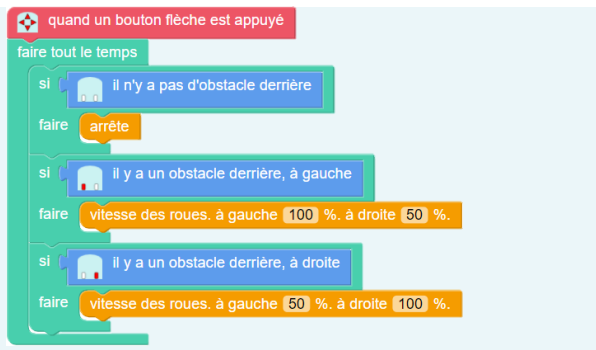 quand un bouton flèche est appuyé
faire tout le temps
si il n'y a pas d'obstacle derrière
faire arrête
si il y a un obstacle derrière, à gauche
faire vitesse des roues. à gauche 100 %. à droite 50 %.
si il y a un obstacle derrière, à droite
faire vitesse des roues. à gauche 50 %. à droite 100 %.